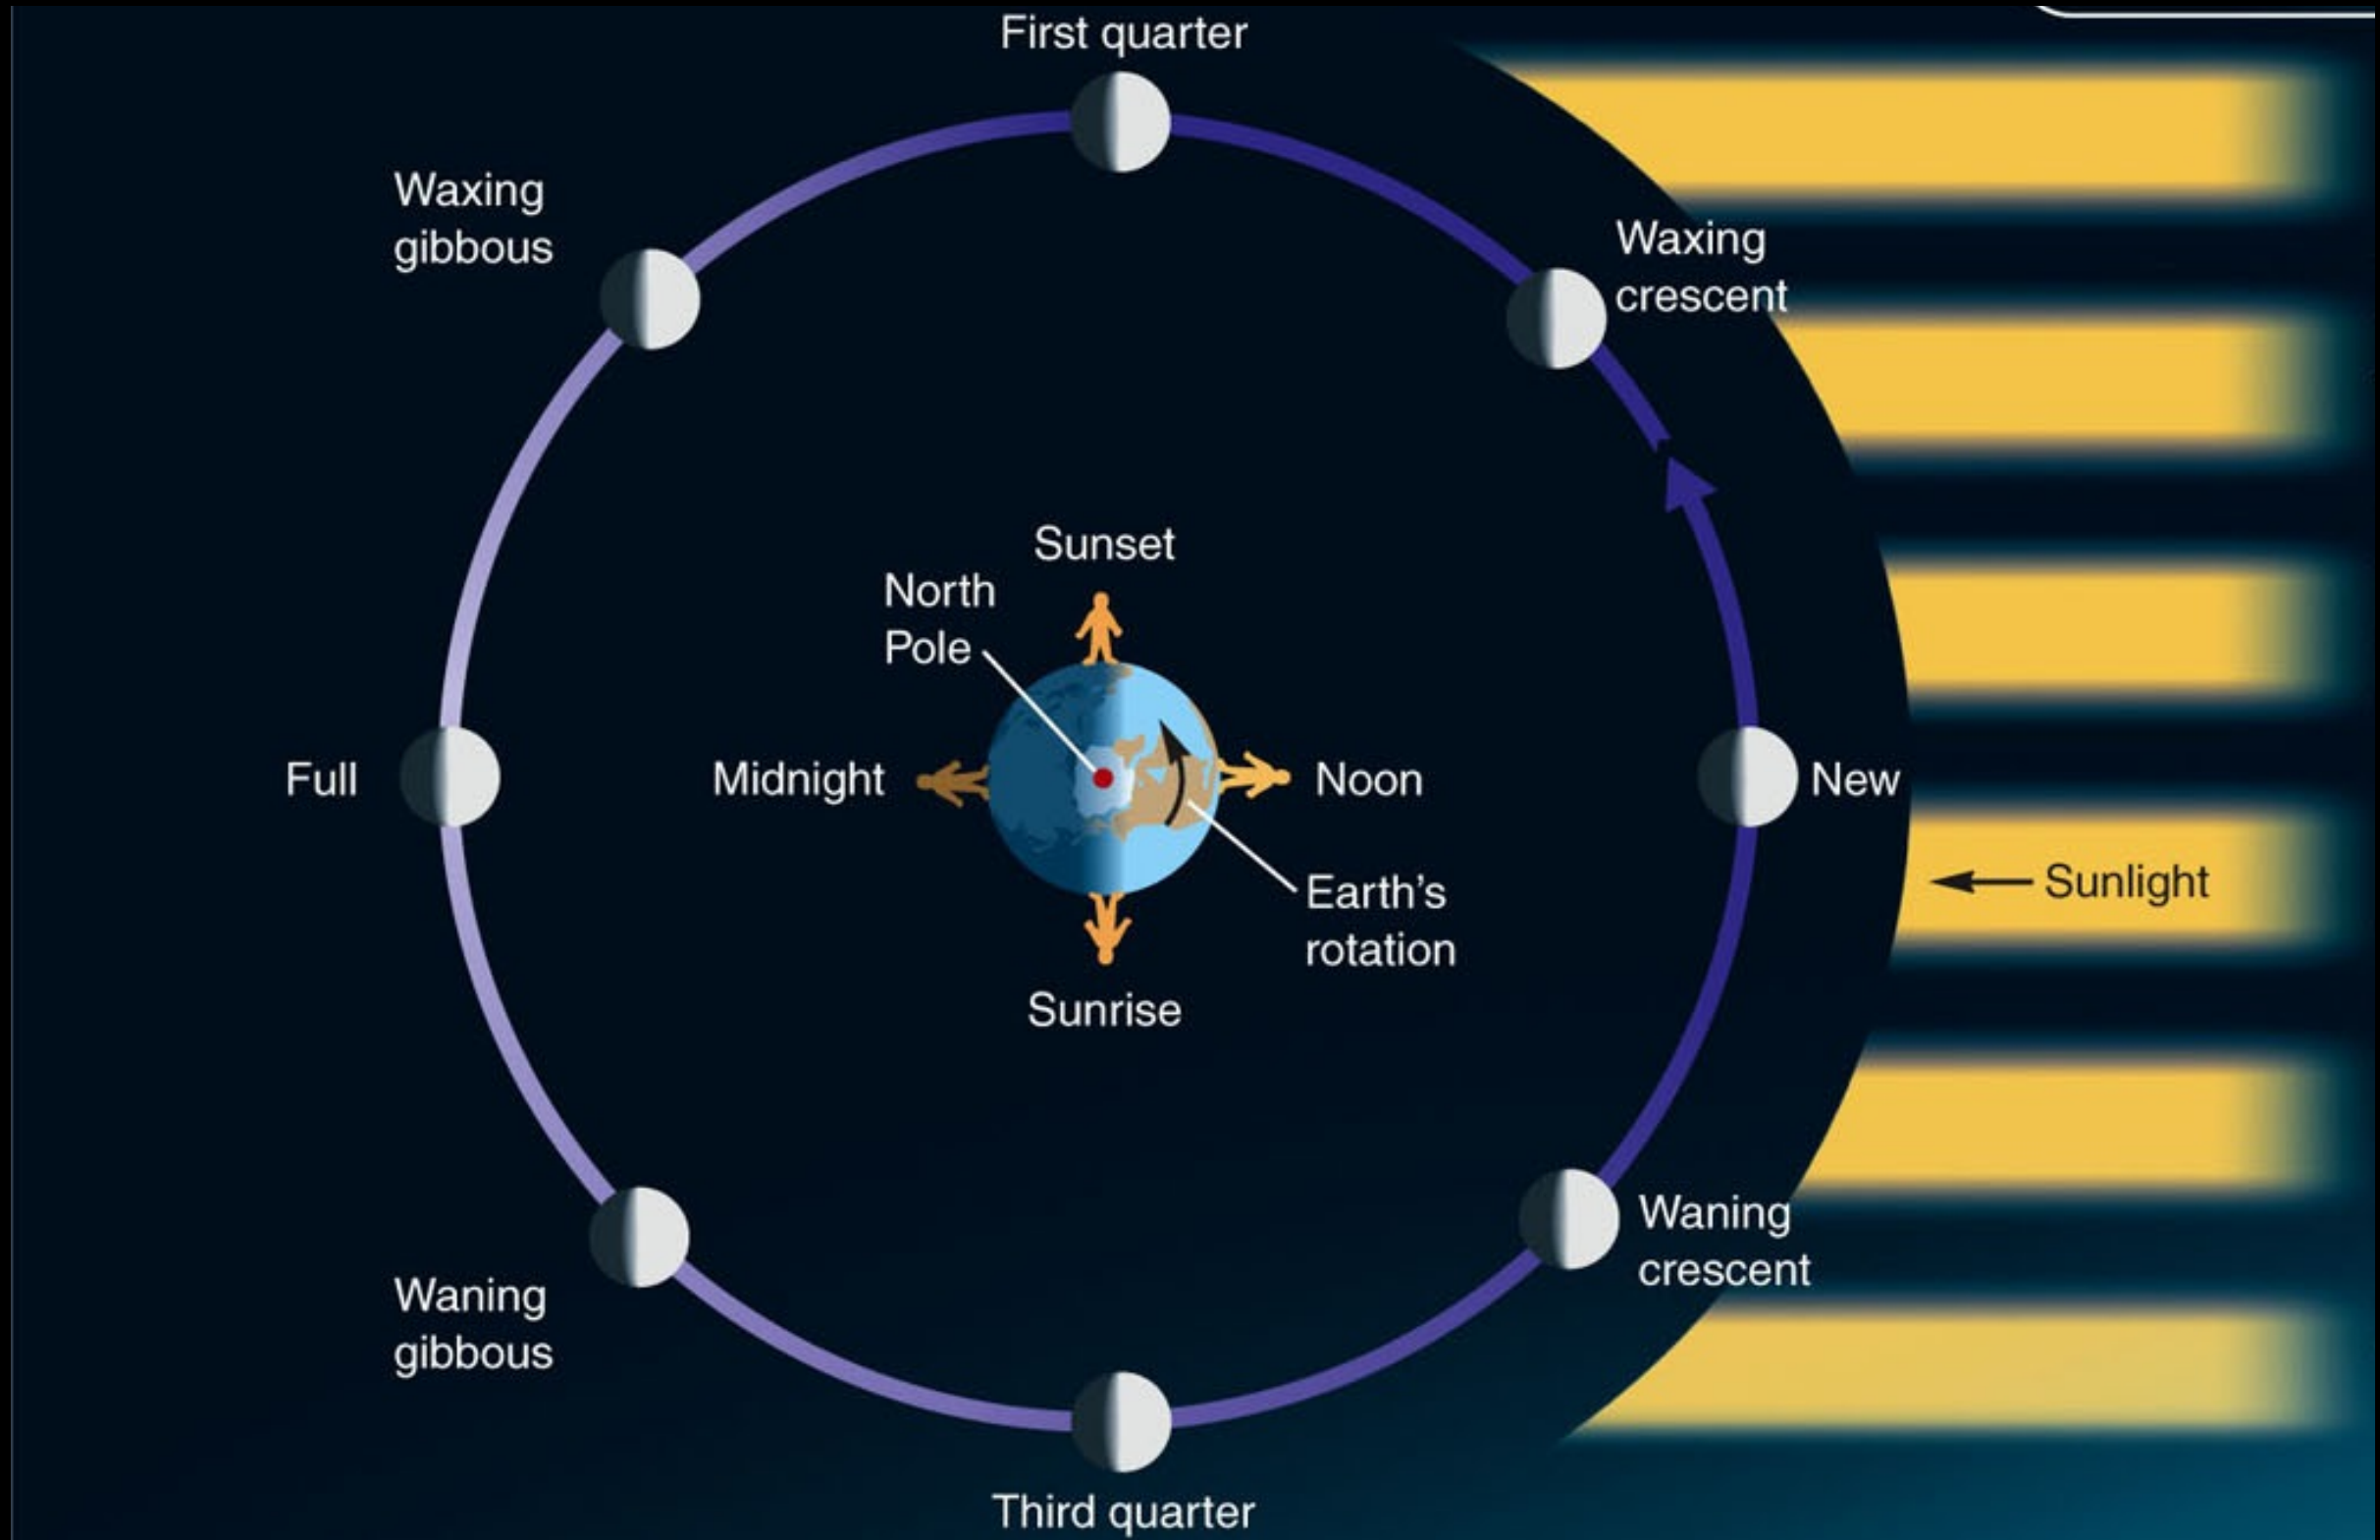 First quarter
Waxing
gibbous
Waxing
crescent
Sunset
North
Pole
Full
Midnight
Noon
New
Sunlight
Earth's
rotation
Sunrise
Waning
crescent
Waning
gibbous
Third quarter